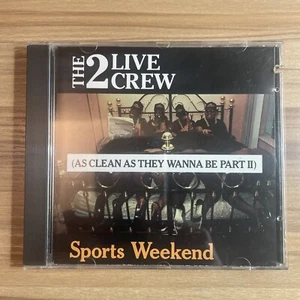 THE 2 LIVE CREW
(AS CLEAN AS THEY WANNA BE PART II)
Sports Weekend